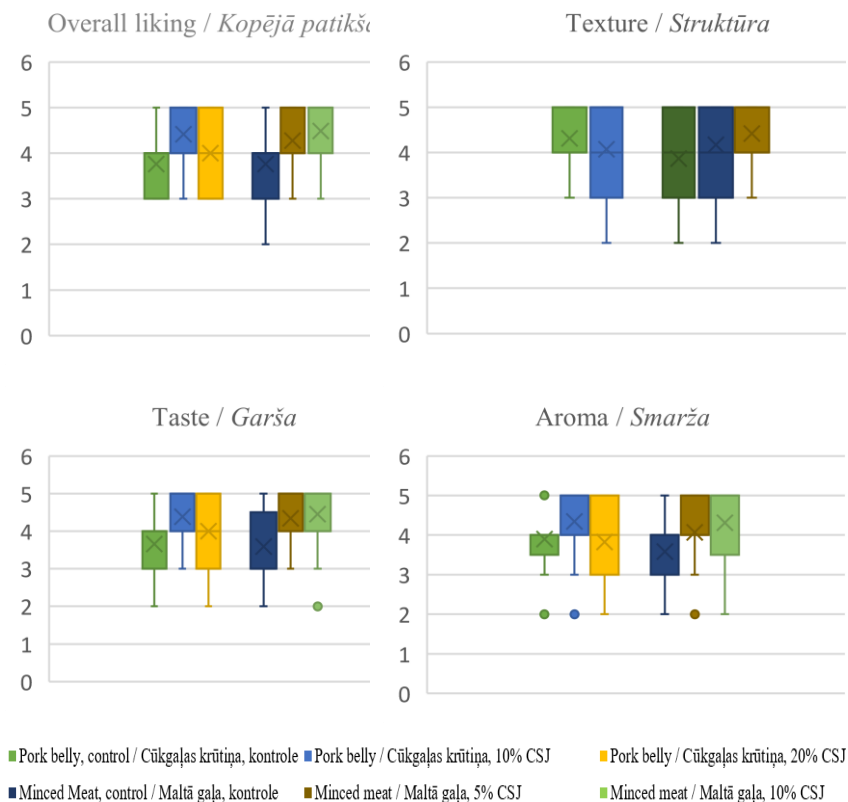 Overall liking / Kopējā patikša
Texture / Struktūra
6
5
4
3
2
1
0
6
5
4
3
2
1
0
Taste / Garša
Aroma / Smarža
6
5
4
3
2
1
0
6
5
4
3
2
1
0
Pork belly, control / Cūkgaļas krūtiņa, kontrole
Pork belly / Cūkgaļas krūtiņa, 10% CSJ
Pork belly / Cūkgaļas krūtiņa, 20% CSJ
Minced Meat, control / Maltā gaļa, kontrole
Minced meat / Maltā gaļa, 5% CSJ
Minced meat / Maltā gaļa, 10% CSJ